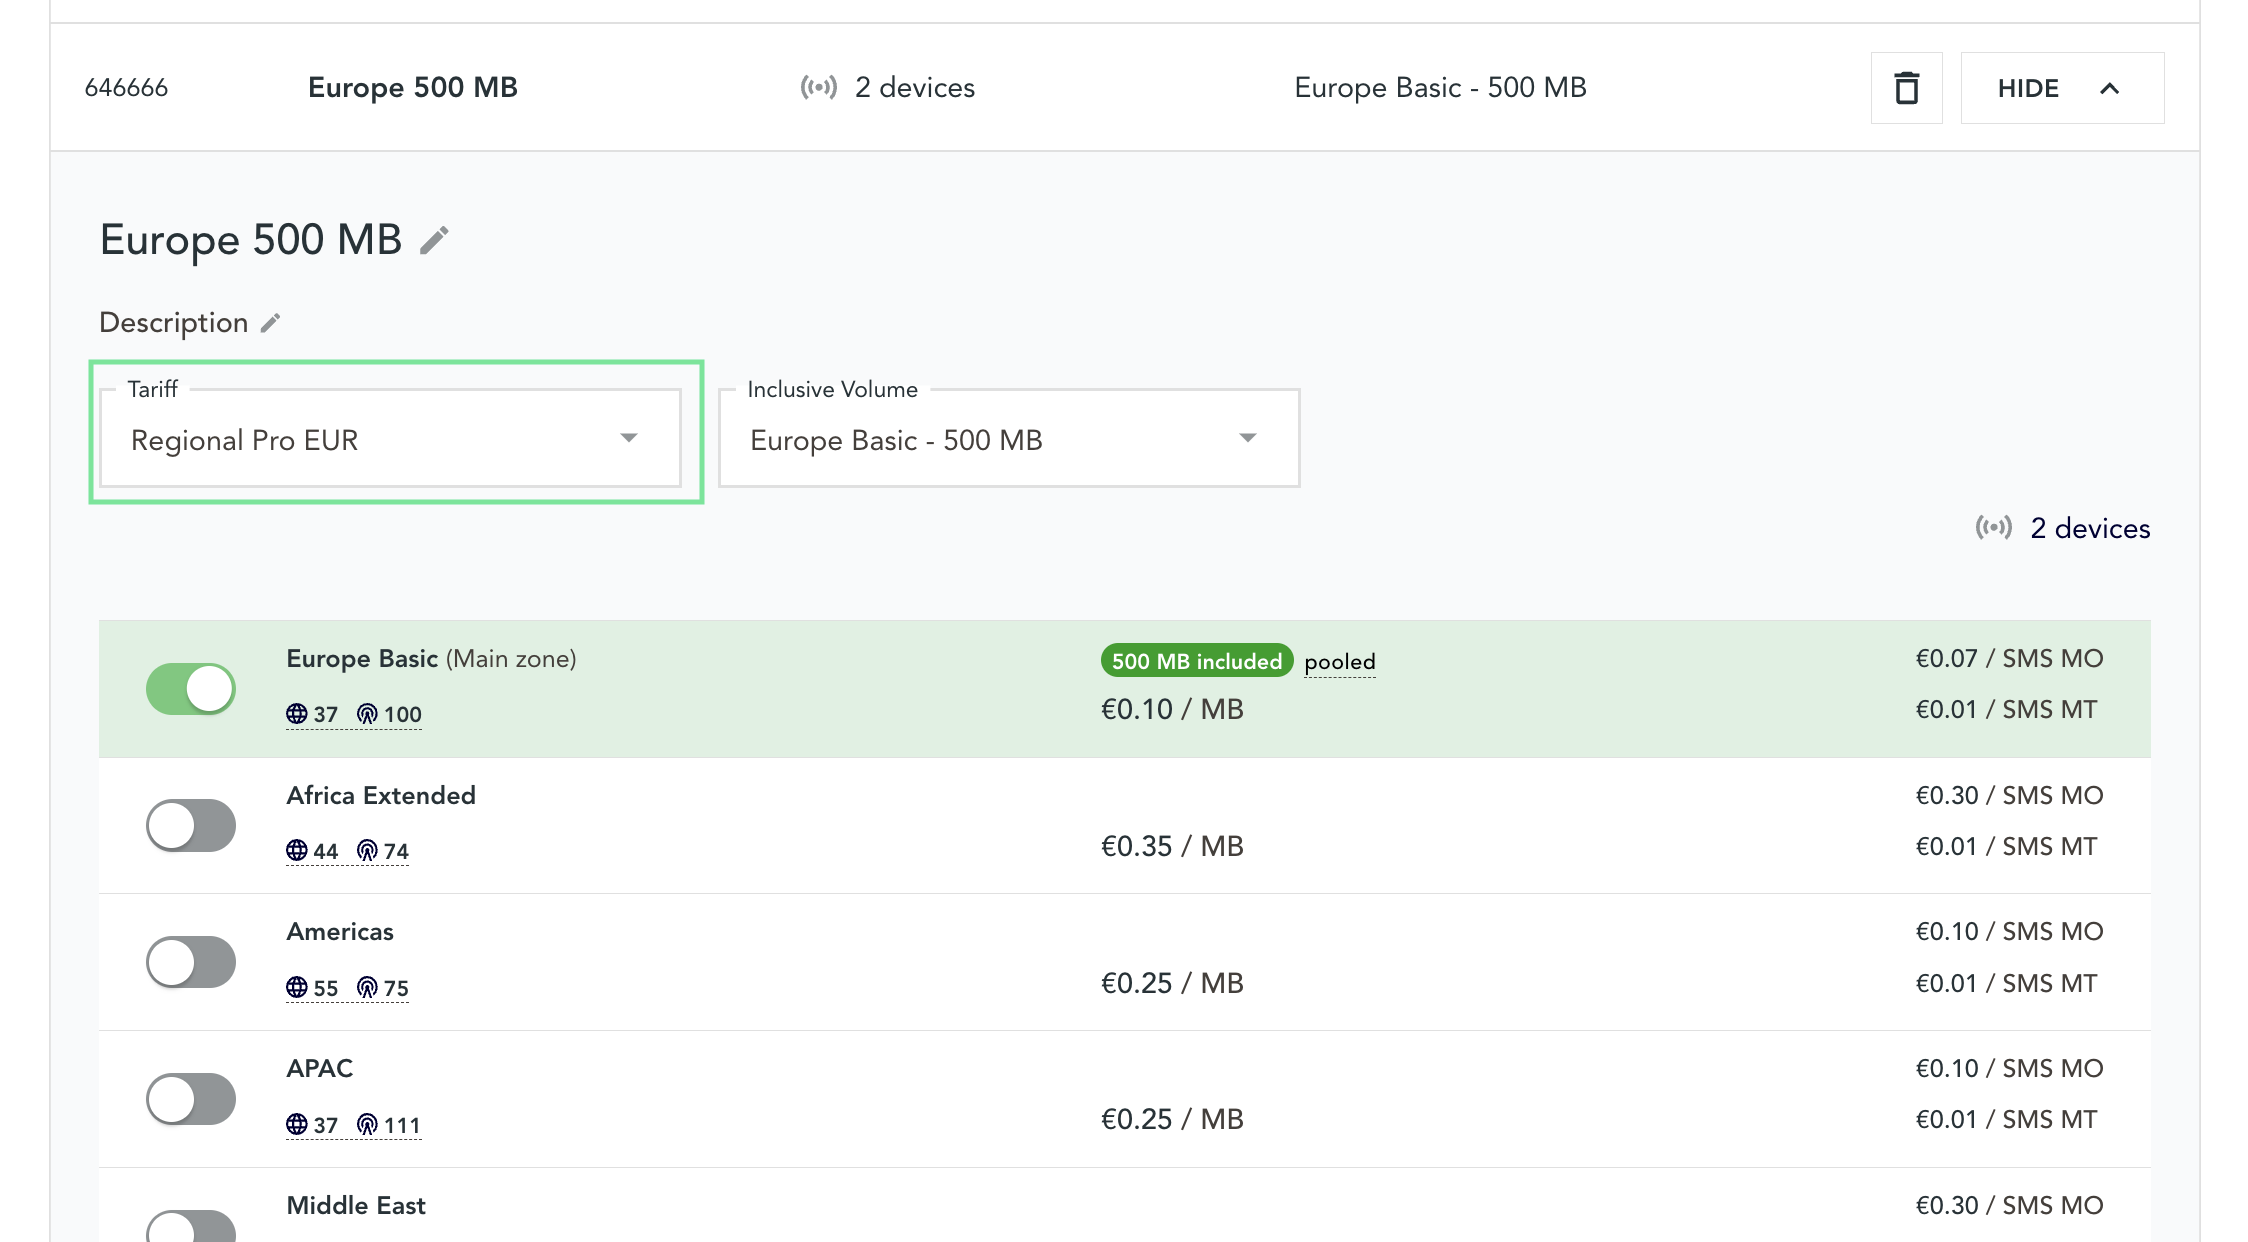 646666 Europe 500 MB 2 devices Europe Basic - 500 MB HIDE
Europe 500 MB
Description
Tariff Inclusive Volume
Regional Pro EUR Europe Basic - 500 MB
2 devices
Europe Basic (Main zone) 500 MB included pooled €0.07 / SMS MO
37 100 €0.10 / MB €0.01 / SMS MT
Africa Extended €0.30 / SMS MO
44 74 €0.35 / MB €0.01 / SMS MT
Americas €0.10 / SMS MO
55 75 €0.25 / MB €0.01 / SMS MT
APAC €0.10 / SMS MO
37 111 €0.25 / MB €0.01 / SMS MT
Middle East €0.30 / SMS MO